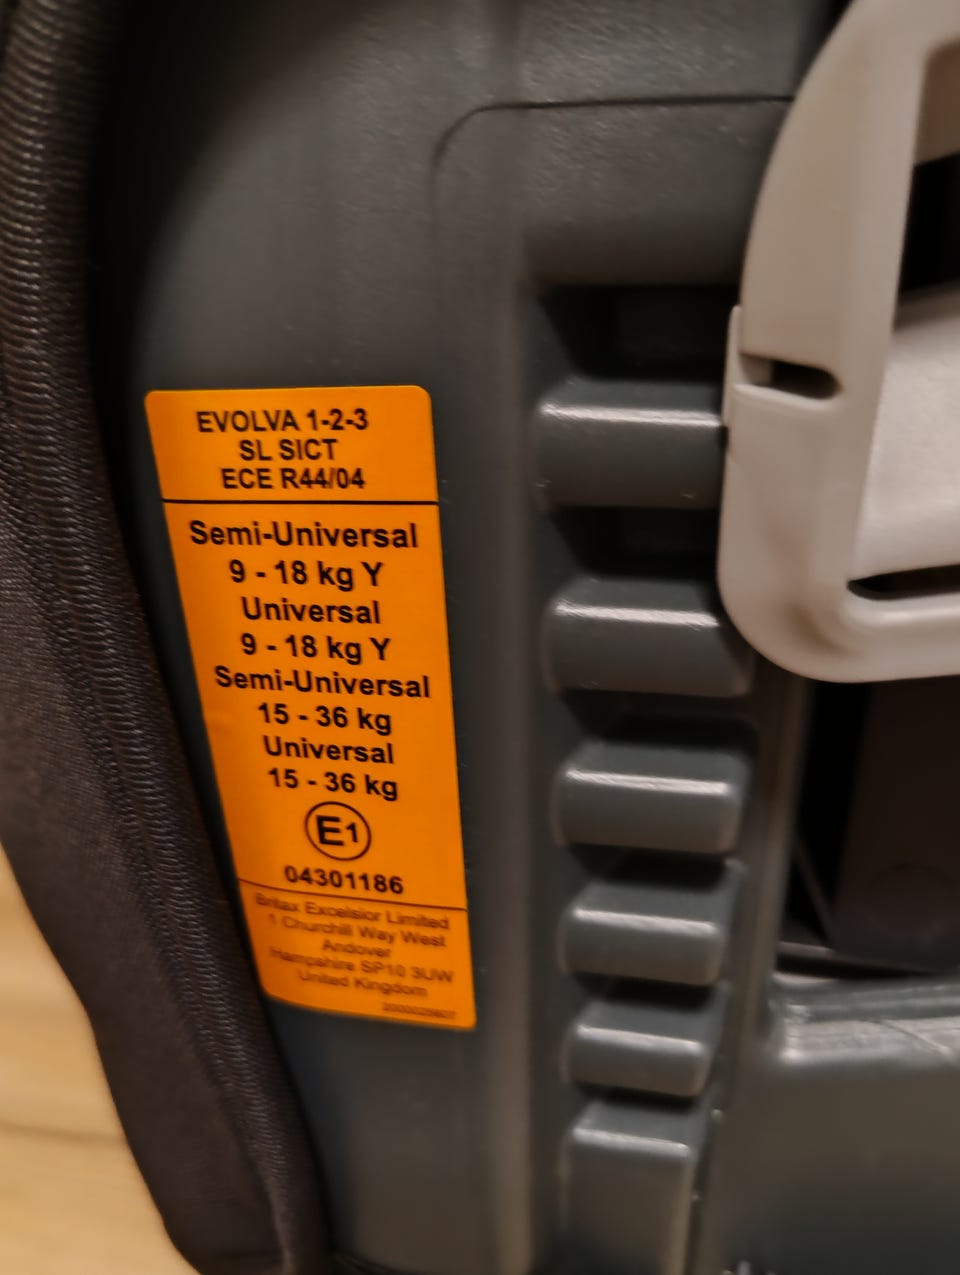 EVOLVA 1-2-3
SL SICT
ECE R44/04
Semi-Universal
9 - 18 kg Y
Universal
9 - 18 kg Y
Semi-Universal
15 - 36 kg
Universal
15 - 36 kg
E1
04301186
Britax Excelsior Limited
1 Churchill Way West
Andover
Hampshire SP10 3UW
United Kingdom